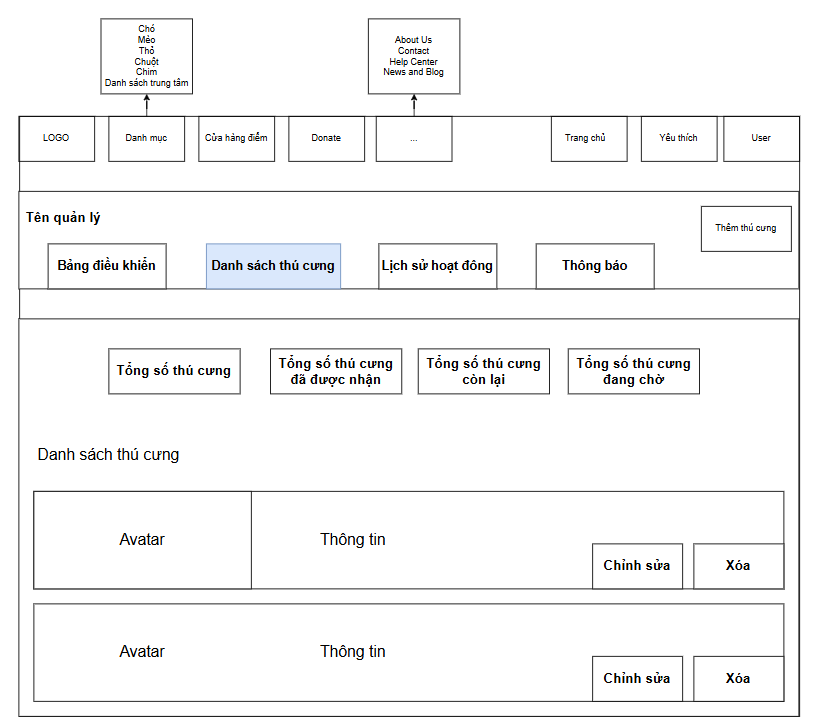 Chó
Mèo
Thỏ
Chuột
Chim
Danh sách trung tâm
About Us
Contact
Help Center
News and Blog
LOGO
Danh mục
Cửa hảng điểm
Donate
...
Trang chủ
Yêu thích
User
Tên quản lý
Thêm thú cưng
Bảng điều khiển
Danh sách thú cưng
Lịch sử hoạt đông
Thông báo
Tổng số thú cưng
Tổng số thú cưng
đã được nhận
Tổng số thú cưng
còn lại
Tổng số thú cưng
đang chờ
Danh sách thú cưng
Avatar
Thông tin
Chỉnh sửa
Xóa
Avatar
Thông tin
Chỉnh sửa
Xóa